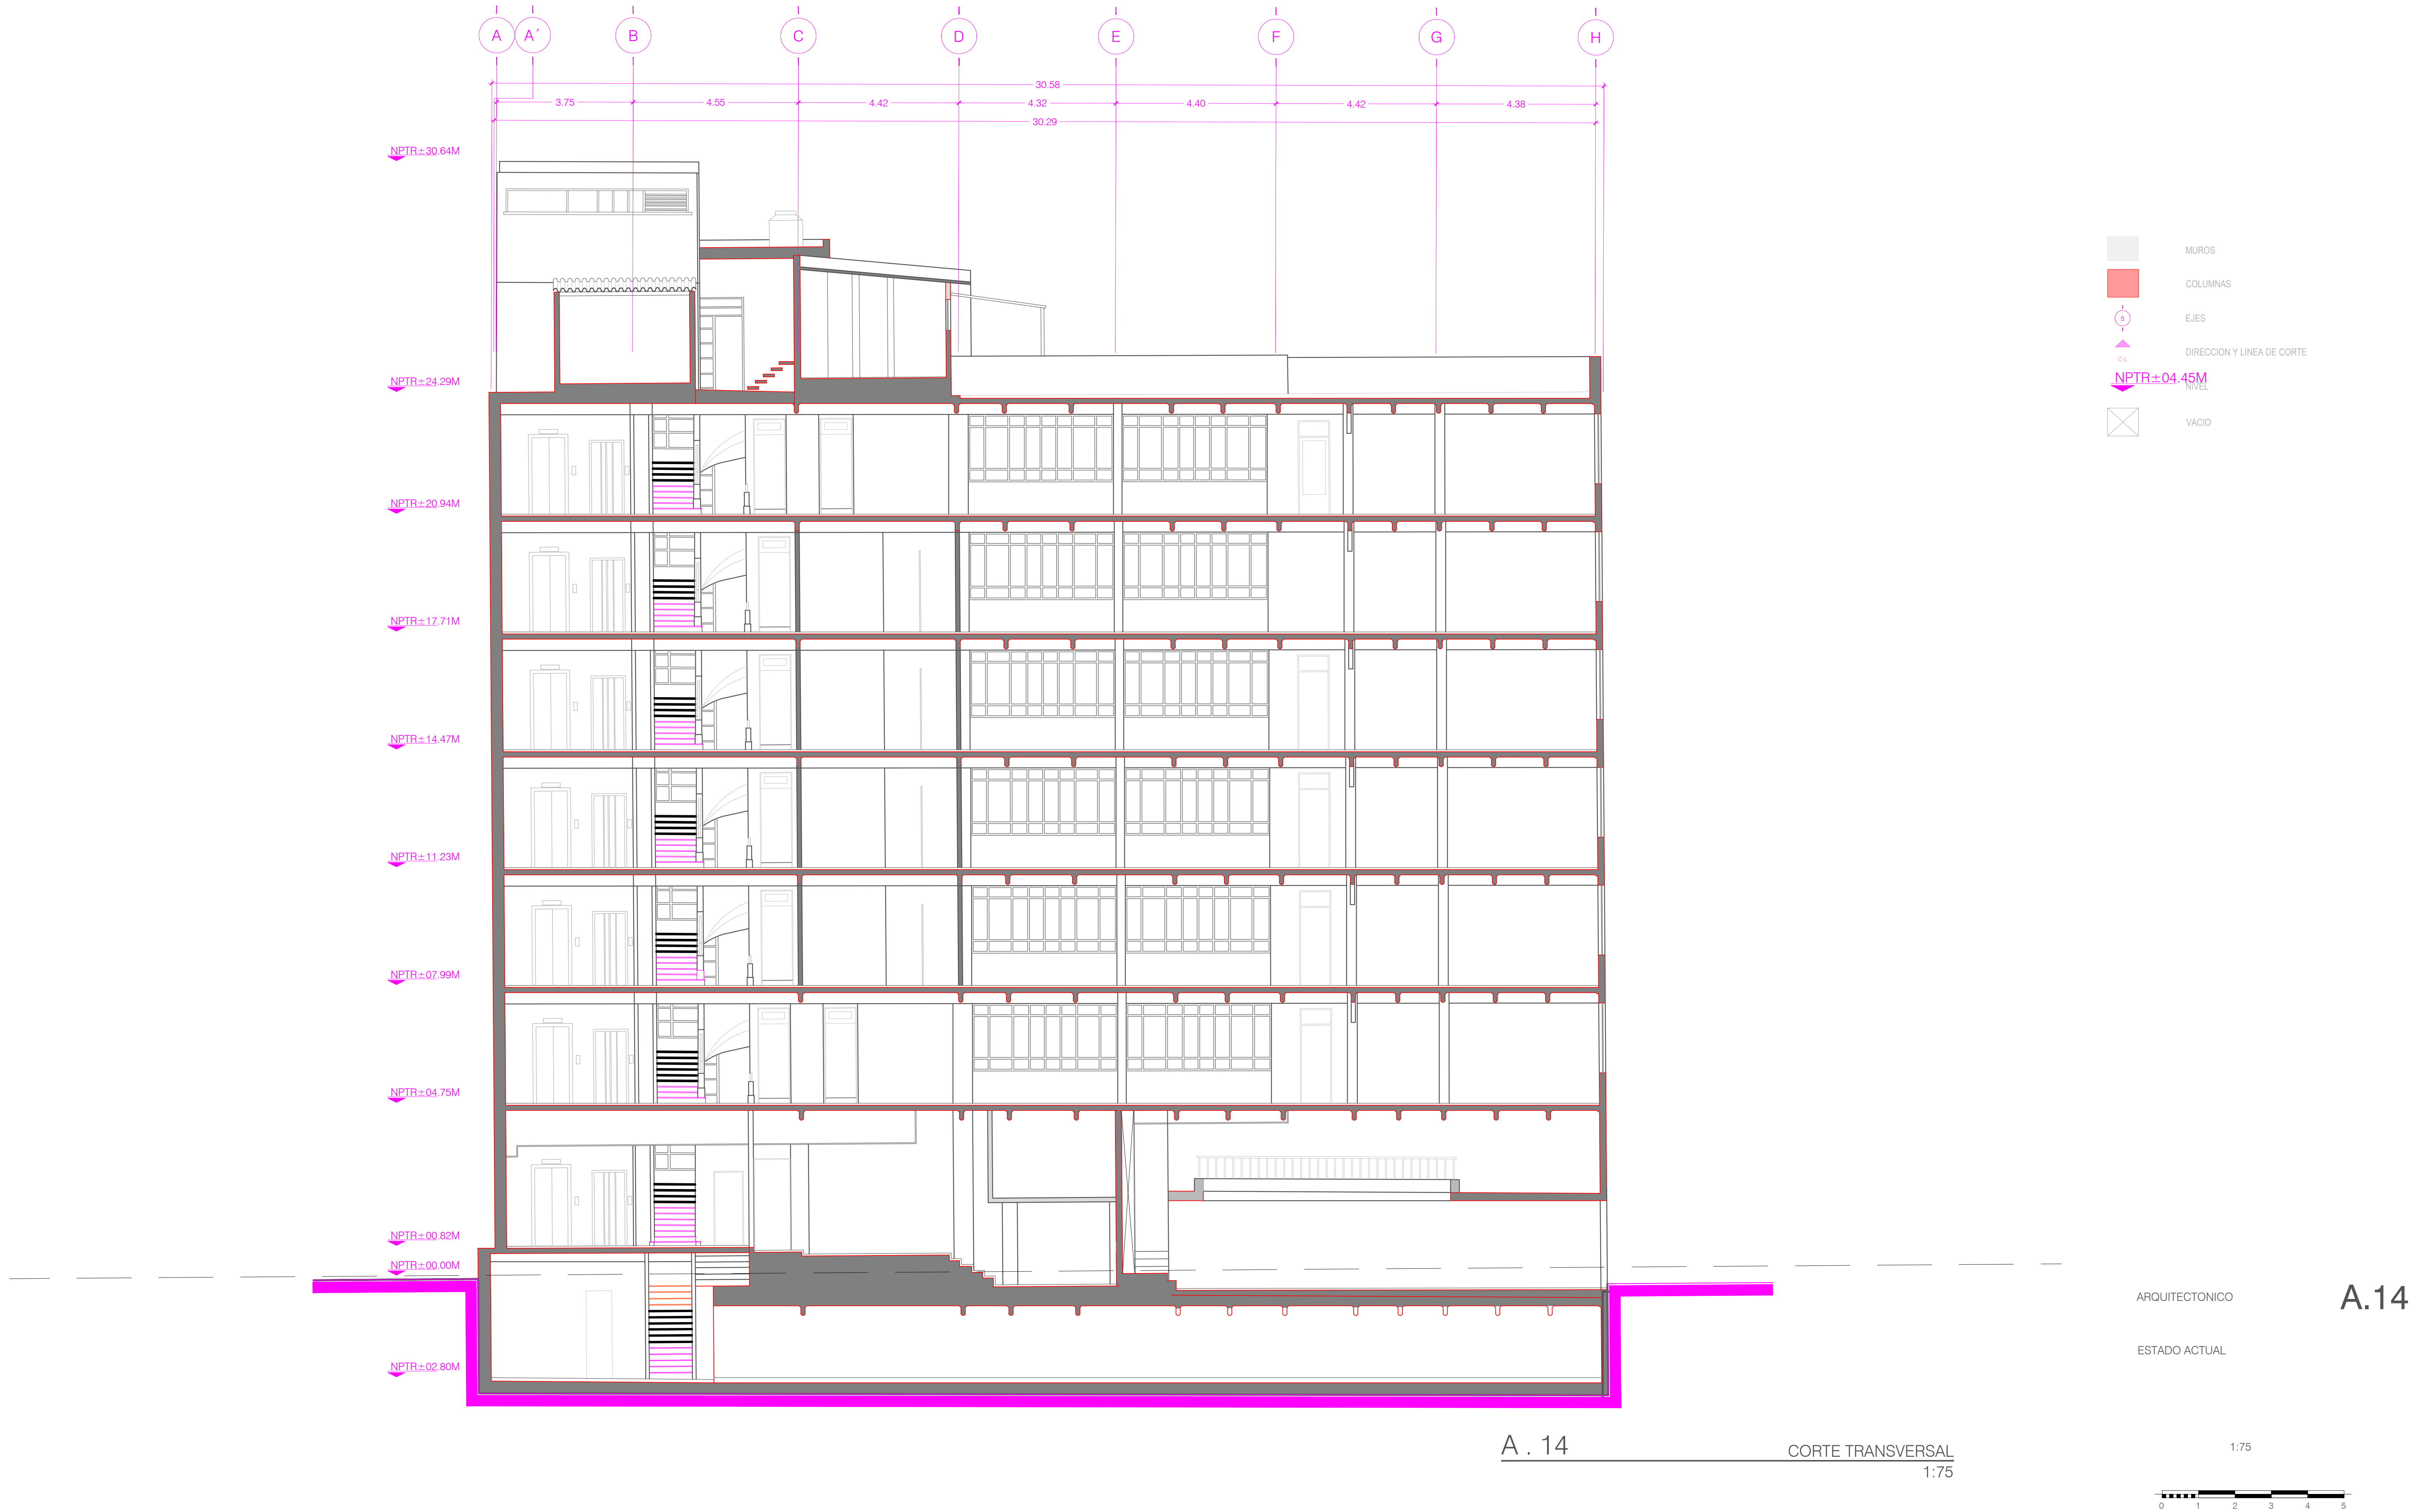 A A´ B C D E F G H
30.58
3.75 4.55 4.42 4.32 4.40 4.42 4.38
30.29
NPTR±30.64M
NPTR±24.29M
NPTR±20.94M
NPTR±17.71M
NPTR±14.47M
NPTR±11.23M
NPTR±07.99M
NPTR±04.75M
NPTR±00.82M
NPTR±00.00M
NPTR±02.80M
MUROS
COLUMNAS
5 EJES
DIRECCION Y LINEA DE CORTE
NPTR±04.45M
NIVEL
VACIO
ARQUITECTONICO
A.14
ESTADO ACTUAL
A . 14 CORTE TRANSVERSAL
1:75
1:75
0 1 2 3 4 5